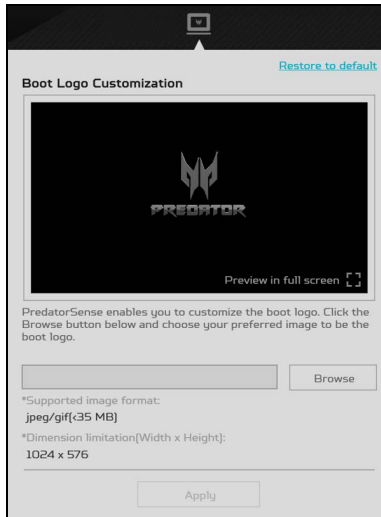 Restore to default
Boot Logo Customization
PREDATOR
Preview in full screen
PredatorSense enables you to customize the boot logo. Click the
Browse button below and choose your preferred image to be the
boot logo.
Browse
*Supported image format:
jpeg/gif(<35 MB)
*Dimension limitation(Width x Height):
1024 x 576
Apply